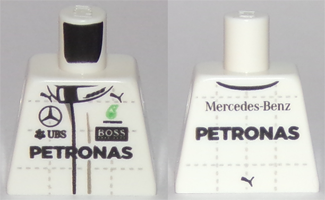 UBS
BOSS
PETRONAS
Mercedes-Benz
PETRONAS